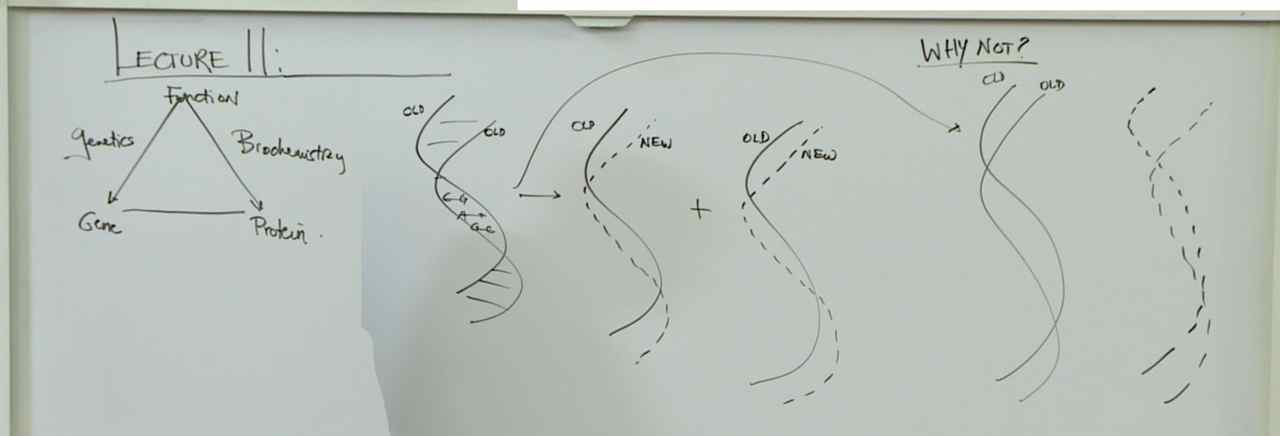 LECTURE 11:
Function
Genetics
Biochemistry
Gene
Protein.
OLD
OLD
C-G
A
G-C
OLD
NEW
+
OLD
NEW
WHY NOT?
OLD
OLD